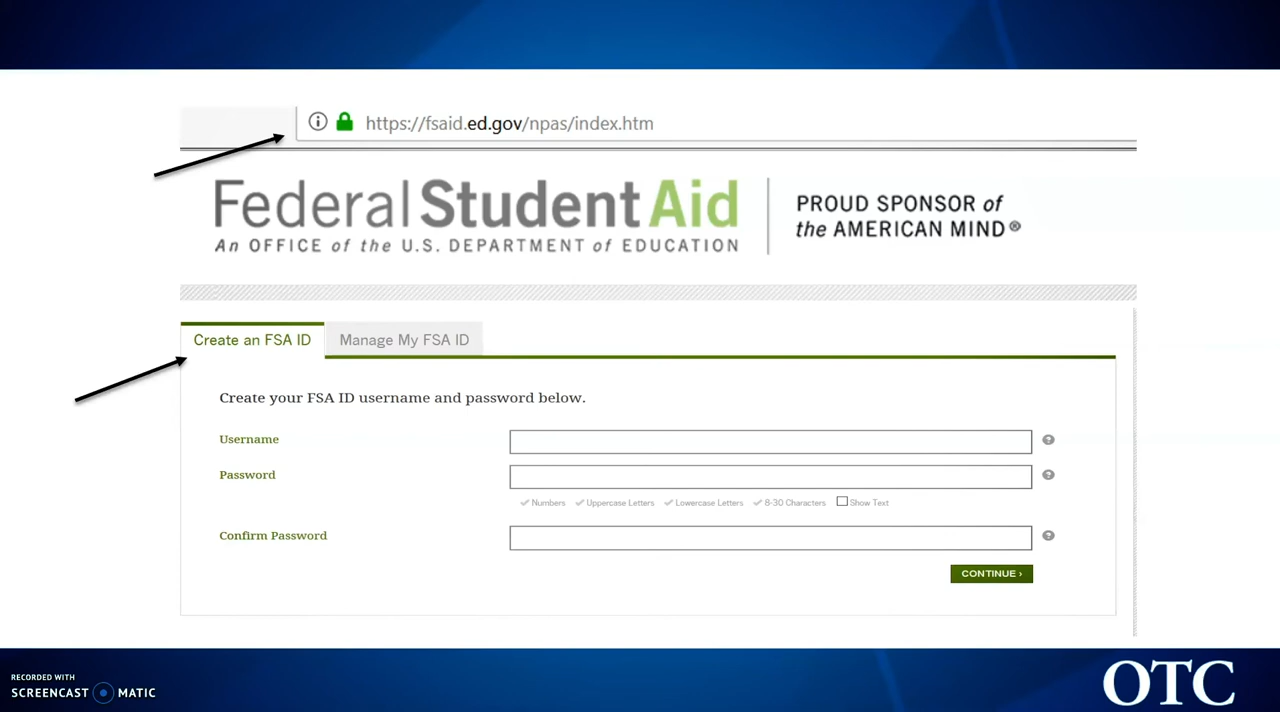 https://fsaid.ed.gov/npas/index.htm
Federal Student Aid
An OFFICE of the U.S. DEPARTMENT of EDUCATION
PROUD SPONSOR of
the AMERICAN MIND®
Create an FSA ID
Manage My FSA ID
Create your FSA ID username and password below.
Username
Password
Numbers Uppercase Letters Lowercase Letters 8-30 Characters Show Text
Confirm Password
CONTINUE ›
RECORDED WITH
SCREENCAST MATIC
OTC